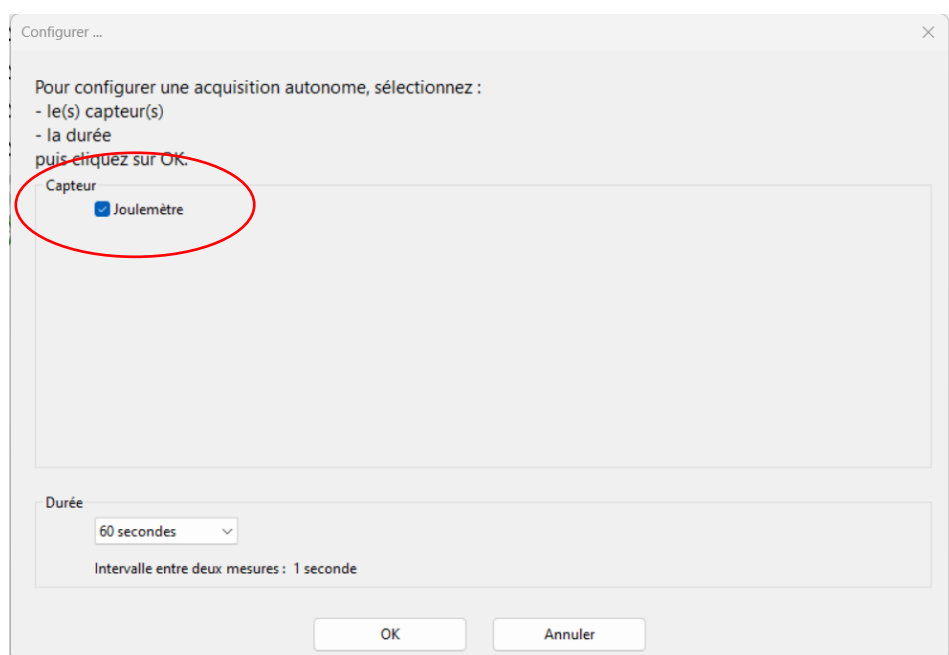 Configurer ...
Pour configurer une acquisition autonome, sélectionnez :
- le(s) capteur(s)
- la durée
puis cliquez sur OK.
Capteur
Joulemètre
Durée
60 secondes
Intervalle entre deux mesures : 1 seconde
OK
Annuler